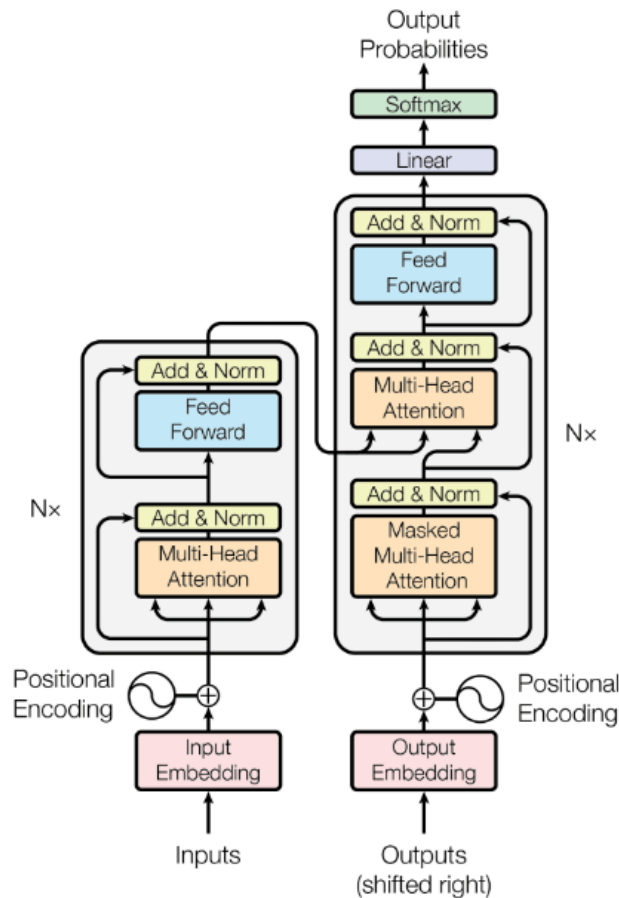 Output
Probabilities
Softmax
Linear
Add & Norm
Feed
Forward
Add & Norm
Multi-Head
Attention
Add & Norm
Masked
Multi-Head
Attention
N×
Add & Norm
Feed
Forward
Add & Norm
Multi-Head
Attention
N×
Positional
Encoding
Positional
Encoding
Input
Embedding
Output
Embedding
Inputs
Outputs
(shifted right)